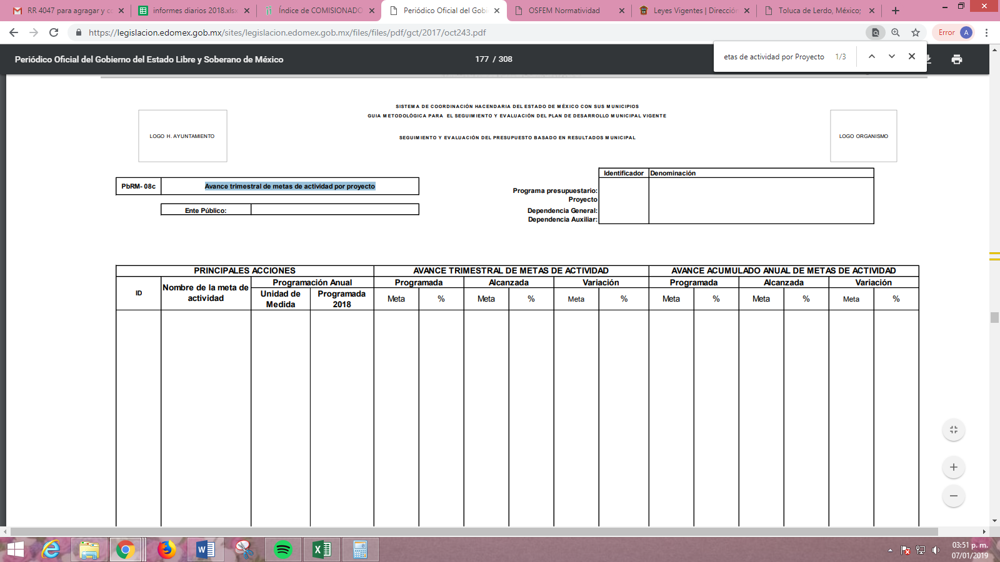 RR 4047 para agragar y co
informes diarios 2018.xlsx
Índice de COMISIONADO
Periódico Oficial del Gobi
OSFEM Normatividad
Leyes Vigentes | Dirección
Toluca de Lerdo, México;
https://legislacion.edomex.gob.mx/sites/legislacion.edomex.gob.mx/files/files/pdf/gct/2017/oct243.pdf
Error A
Periódico Oficial del Gobierno del Estado Libre y Soberano de México
177 / 308
etas de actividad por Proyecto 1/3
SISTEMA DE COORDINACIÓN HACENDARIA DEL ESTADO DE MÉXICO CON SUS MUNICIPIOS
GUIA METODOLÓGICA PARA EL SEGUIMIENTO Y EVALUACIÓN DEL PLAN DE DESARROLLO MUNICIPAL VIGENTE
LOGO H. AYUNTAMIENTO
SEGUIMIENTO Y EVALUACIÓN DEL PRESUPUESTO BASADO EN RESULTADOS MUNICIPAL
LOGO ORGANISMO
Identificador Denominación
PbRM- 08c Avance trimestral de metas de actividad por proyecto
Programa presupuestario:
Proyecto
Ente Público:
Dependencia General:
Dependencia Auxiliar:
PRINCIPALES ACCIONES AVANCE TRIMESTRAL DE METAS DE ACTIVIDAD AVANCE ACUMULADO ANUAL DE METAS DE ACTIVIDAD
ID Nombre de la meta de actividad Programación Anual Programada Alcanzada Variación Programada Alcanzada Variación
Unidad de Medida Programada 2018 Meta % Meta % Meta % Meta % Meta % Meta %
03:51 p. m.
07/01/2019